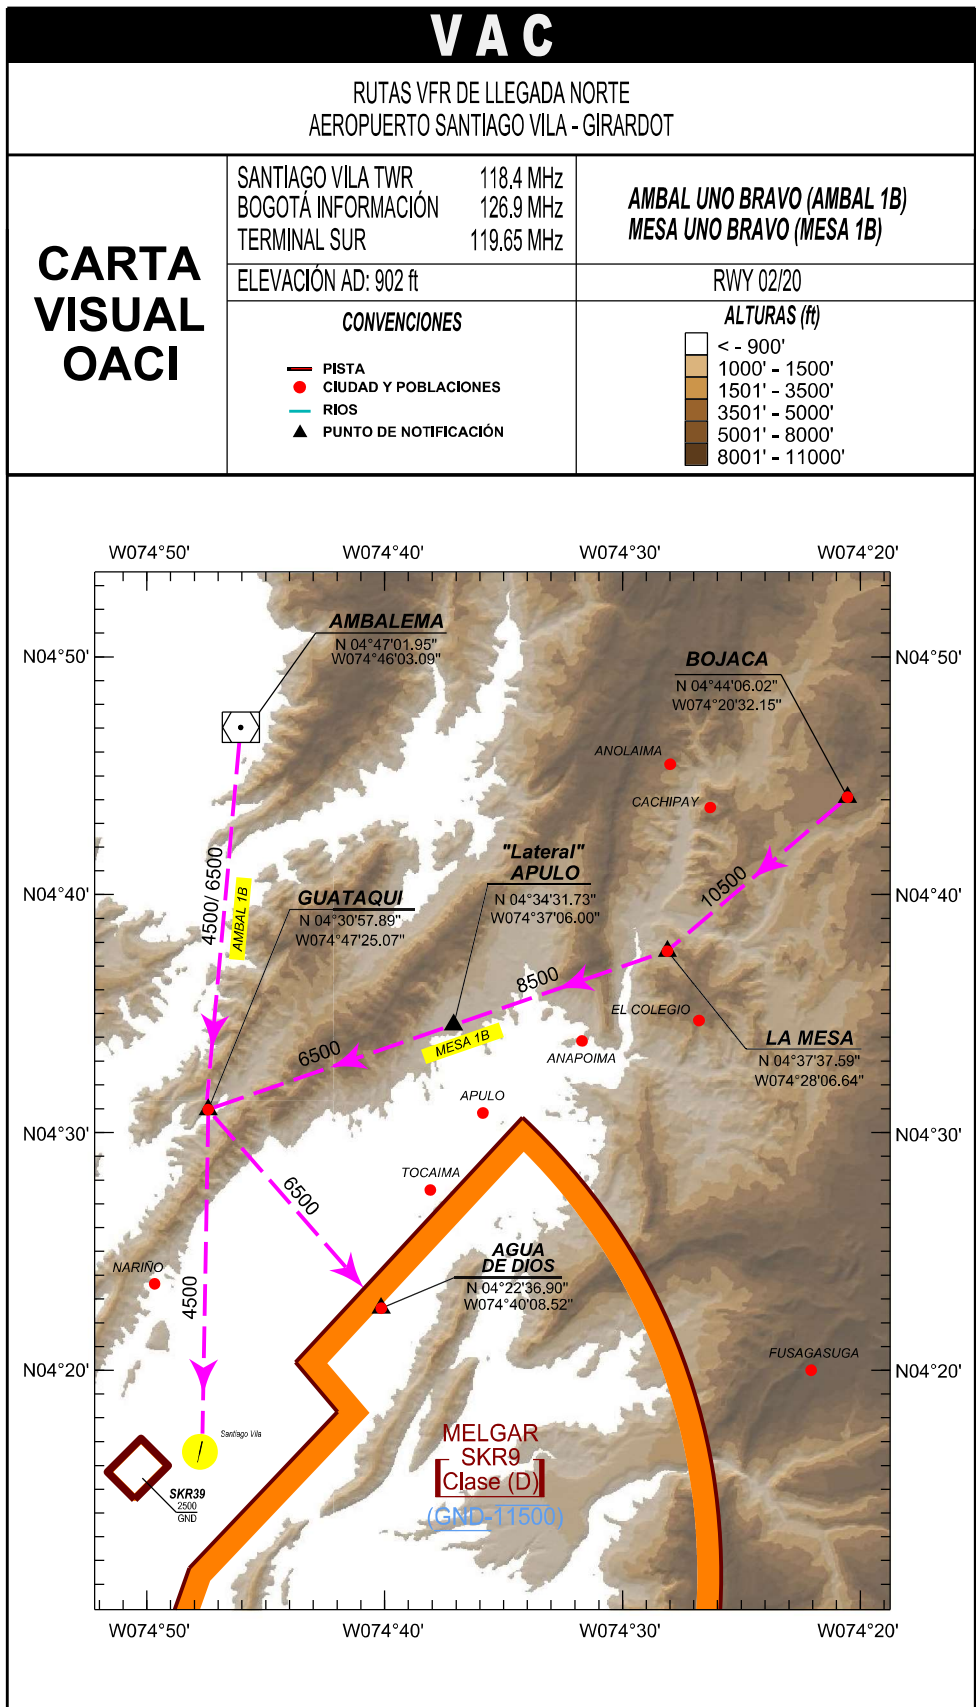 VAC
RUTAS VFR DE LLEGADA NORTE
AEROPUERTO SANTIAGO VILA - GIRARDOT
CARTA
VISUAL
OACI
SANTIAGO VILA TWR 118.4 MHz
BOGOTÁ INFORMACIÓN 126.9 MHz
TERMINAL SUR 119.65 MHz
ELEVACIÓN AD: 902 ft
AMBAL UNO BRAVO (AMBAL 1B)
MESA UNO BRAVO (MESA 1B)
RWY 02/20
CONVENCIONES
PISTA
CIUDAD Y POBLACIONES
RIOS
PUNTO DE NOTIFICACIÓN
ALTURAS (ft)
< - 900'
1000' - 1500'
1501' - 3500'
3501' - 5000'
5001' - 8000'
8001' - 11000'
W074°50' W074°40' W074°30' W074°20'
AMBALEMA
N 04°47'01.95"
W074°46'03.09"
N04°50' N04°50'
BOJACA
N 04°44'06.02"
W074°20'32.15"
ANOLAIMA
CACHIPAY
"Lateral"
APULO
N 04°34'31.73"
W074°37'06.00"
10500
N04°40' N04°40'
4500/ 6500
AMBAL 1B
GUATAQUI
N 04°30'57.89"
W074°47'25.07"
8500
EL COLEGIO
LA MESA
N 04°37'37.59"
W074°28'06.64"
6500
MESA 1B
ANAPOIMA
APULO
N04°30' N04°30'
TOCAIMA
6500
NARIÑO
4500
AGUA
DE DIOS
N 04°22'36.90"
W074°40'08.52"
FUSAGASUGA
N04°20' N04°20'
Santiago Vila
MELGAR
SKR9
Clase (D)
(GND-11500)
SKR39
2500
GND
W074°50' W074°40' W074°30' W074°20'